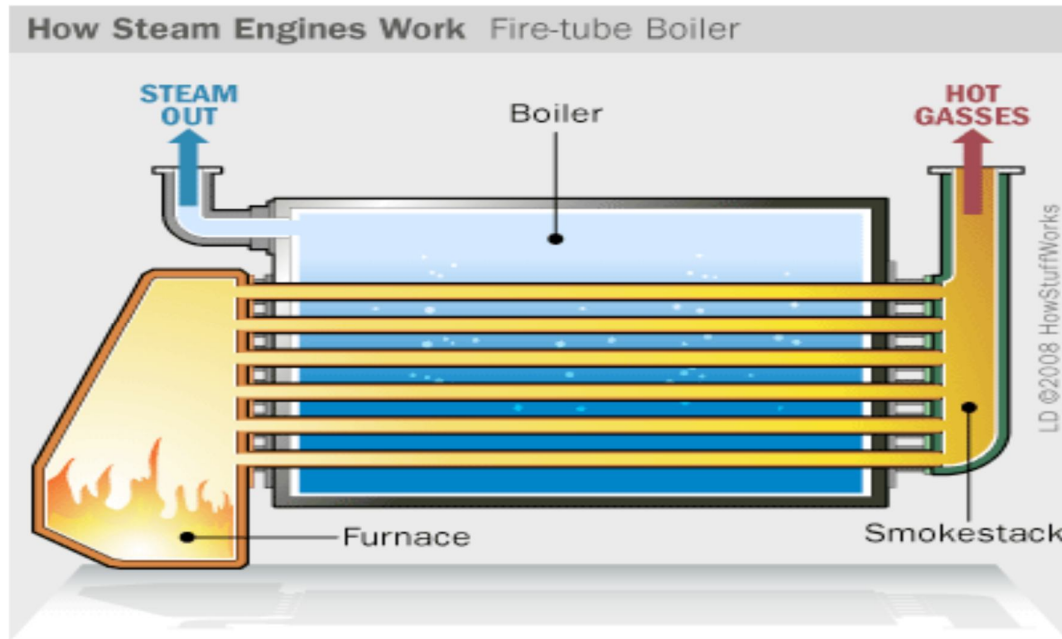 How Steam Engines Work Fire-tube Boiler
STEAM
OUT
Boiler
HOT
GASSES
Furnace
Smokestack
LD ©2008 HowStuffWorks